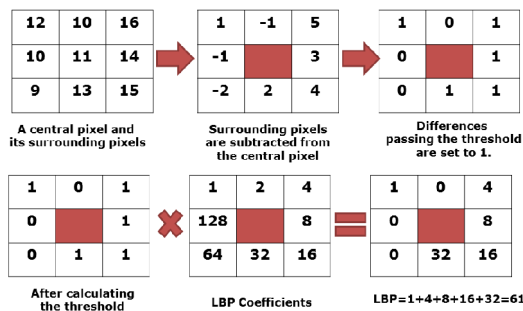 12 10 16
10 11 14
9 13 15
A central pixel and
its surrounding pixels
1 -1 5
-1 3
-2 2 4
Surrounding pixels
are subtracted from
the central pixel
1 0 1
0 1
0 1 1
Differences
passing the threshold
are set to 1.
1 0 1
0 1
0 1 1
After calculating
the threshold
1 2 4
128 8
64 32 16
LBP Coefficients
1 0 4
0 8
0 32 16
LBP=1+4+8+16+32=61